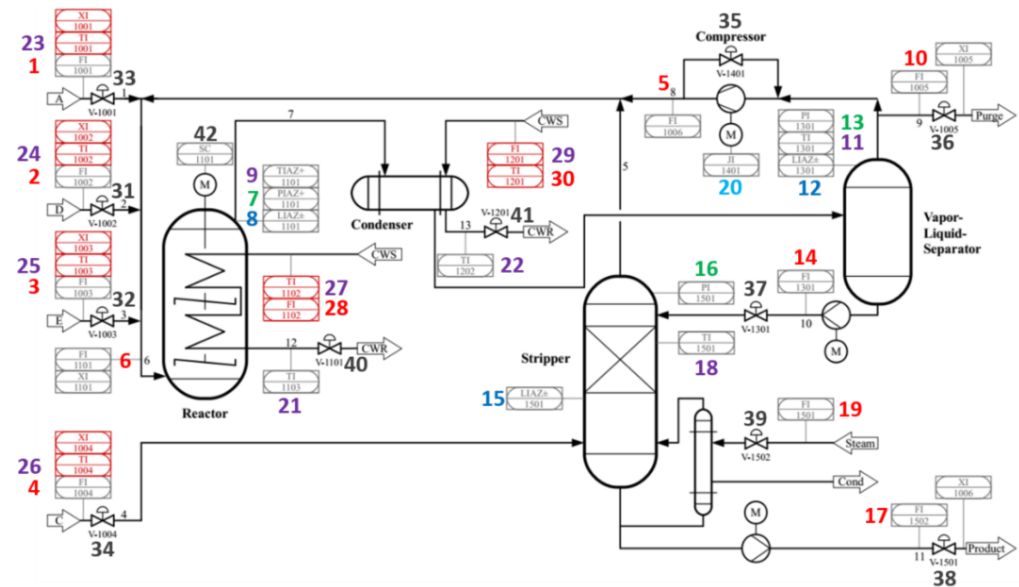 XI
1001
TI
1001
FI
1001
23
1
33
A
1
V-1001
XI
1002
TI
1002
FI
1002
24
2
31
D
2
V-1002
XI
1003
TI
1003
FI
1003
25
3
32
E
3
V-1003
FI
1101
XI
1101
6
6
42
SC
1101
M
9
7
8
TIAZ+
1101
PIAZ+
1101
LIAZ±
1101
7
Condenser
CWS
FI
1201
TI
1201
29
30
V-1201
41
13
CWR
TI
1202
22
CWS
TI
1102
FI
1102
27
28
12
V-1101
40
CWR
TI
1103
21
Reactor
XI
1004
TI
1004
FI
1004
26
4
C
4
V-1004
34
35
Compressor
V-1401
5
8
FI
1006
M
JI
1401
20
5
PI
1301
TI
1301
LIAZ±
1301
13
11
12
10
FI
1005
XI
1005
9
V-1005
36
Purge
Vapor-
Liquid-
Separator
14
FI
1301
10
M
37
V-1301
16
PI
1501
TI
1501
18
Stripper
15
LIAZ±
1501
39
V-1502
FI
1501
19
Steam
Cond
M
17
FI
1502
XI
1006
11
V-1501
38
Product